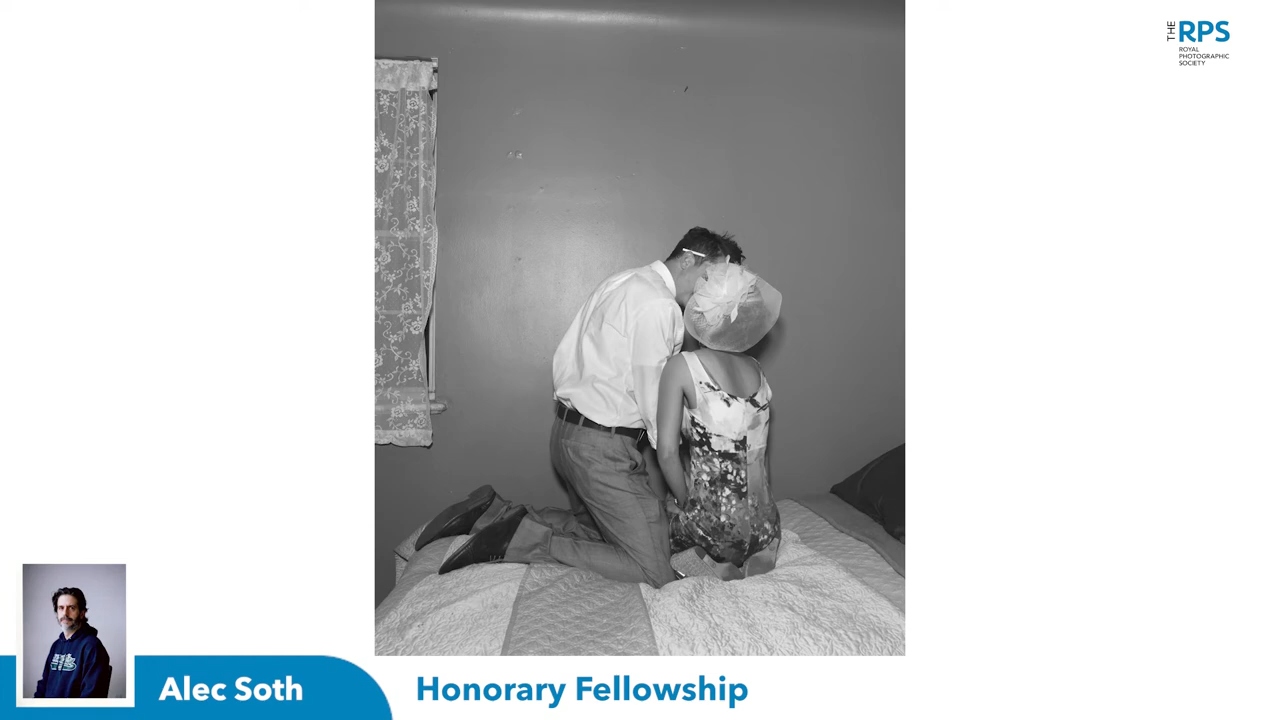 THE RPS
ROYAL
PHOTOGRAPHIC
SOCIETY
Alec Soth
Honorary Fellowship